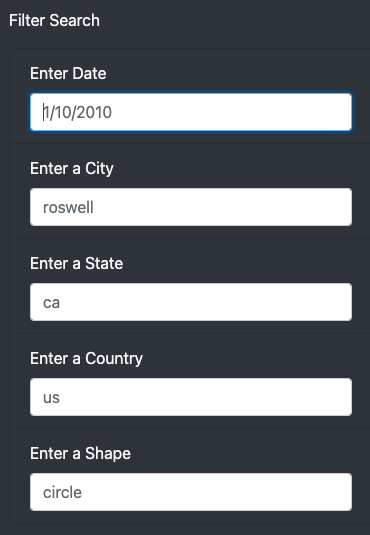 Filter Search
Enter Date
1/10/2010
Enter a City
roswell
Enter a State
ca
Enter a Country
us
Enter a Shape
circle